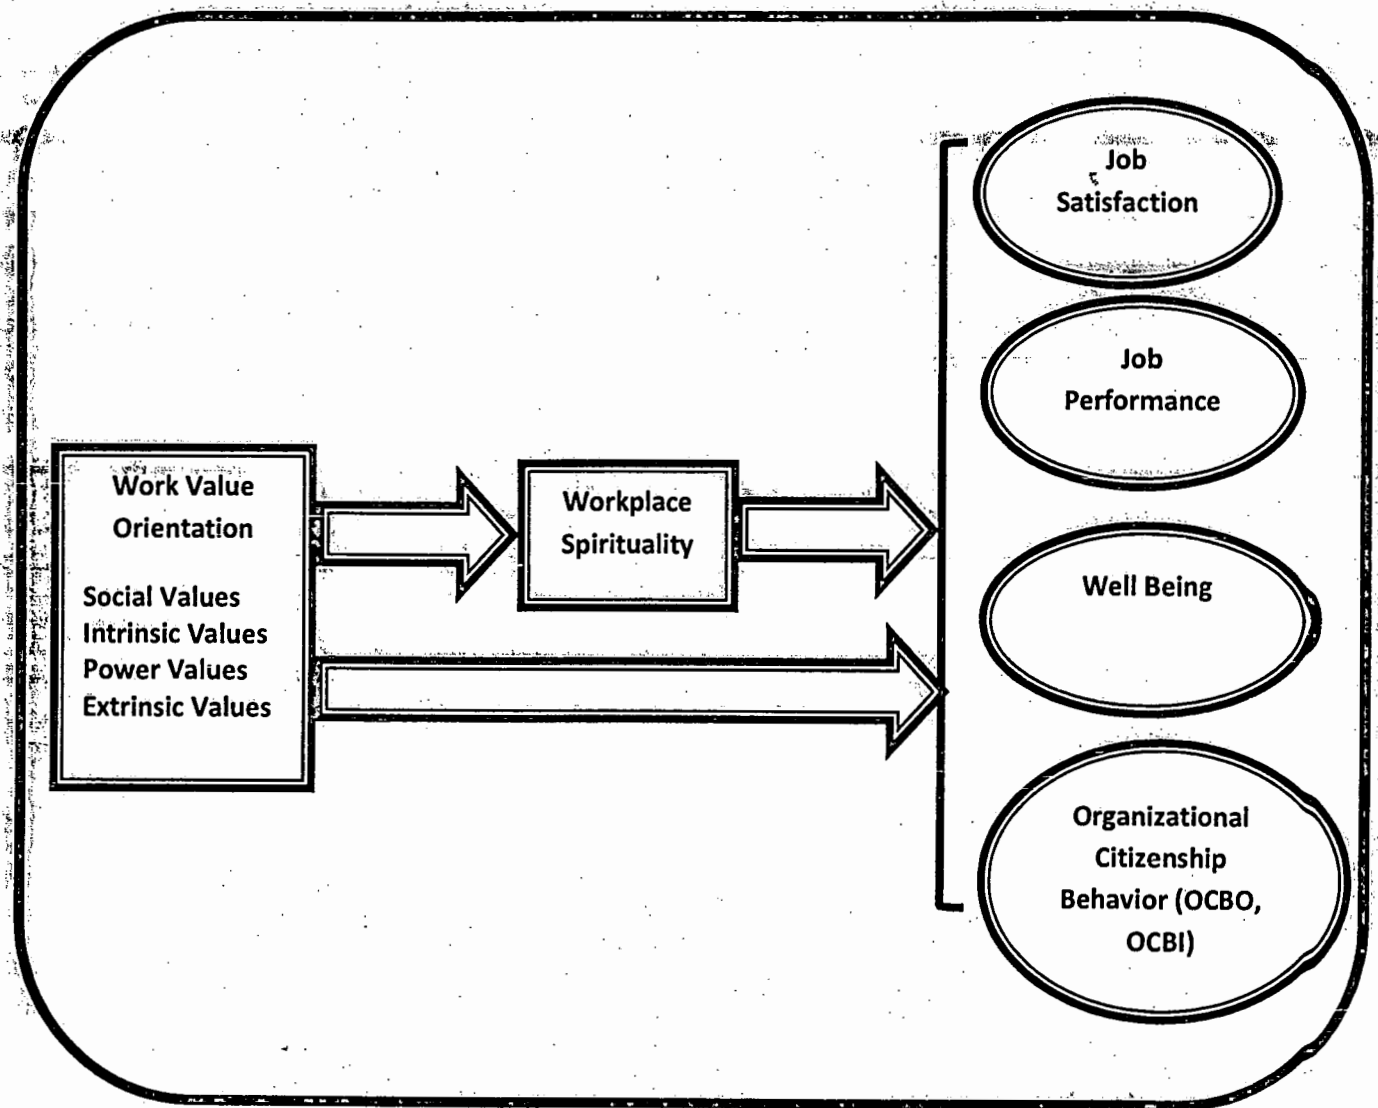 Work Value
Orientation
Social Values
Intrinsic Values
Power Values
Extrinsic Values
Workplace
Spirituality
Job
Satisfaction
Job
Performance
Well Being
Organizational
Citizenship
Behavior (OCBO,
OCBI)